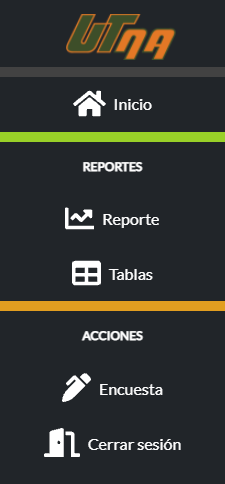 UTNA
Inicio
REPORTES
Reporte
Tablas
ACCIONES
Encuesta
Cerrar sesión